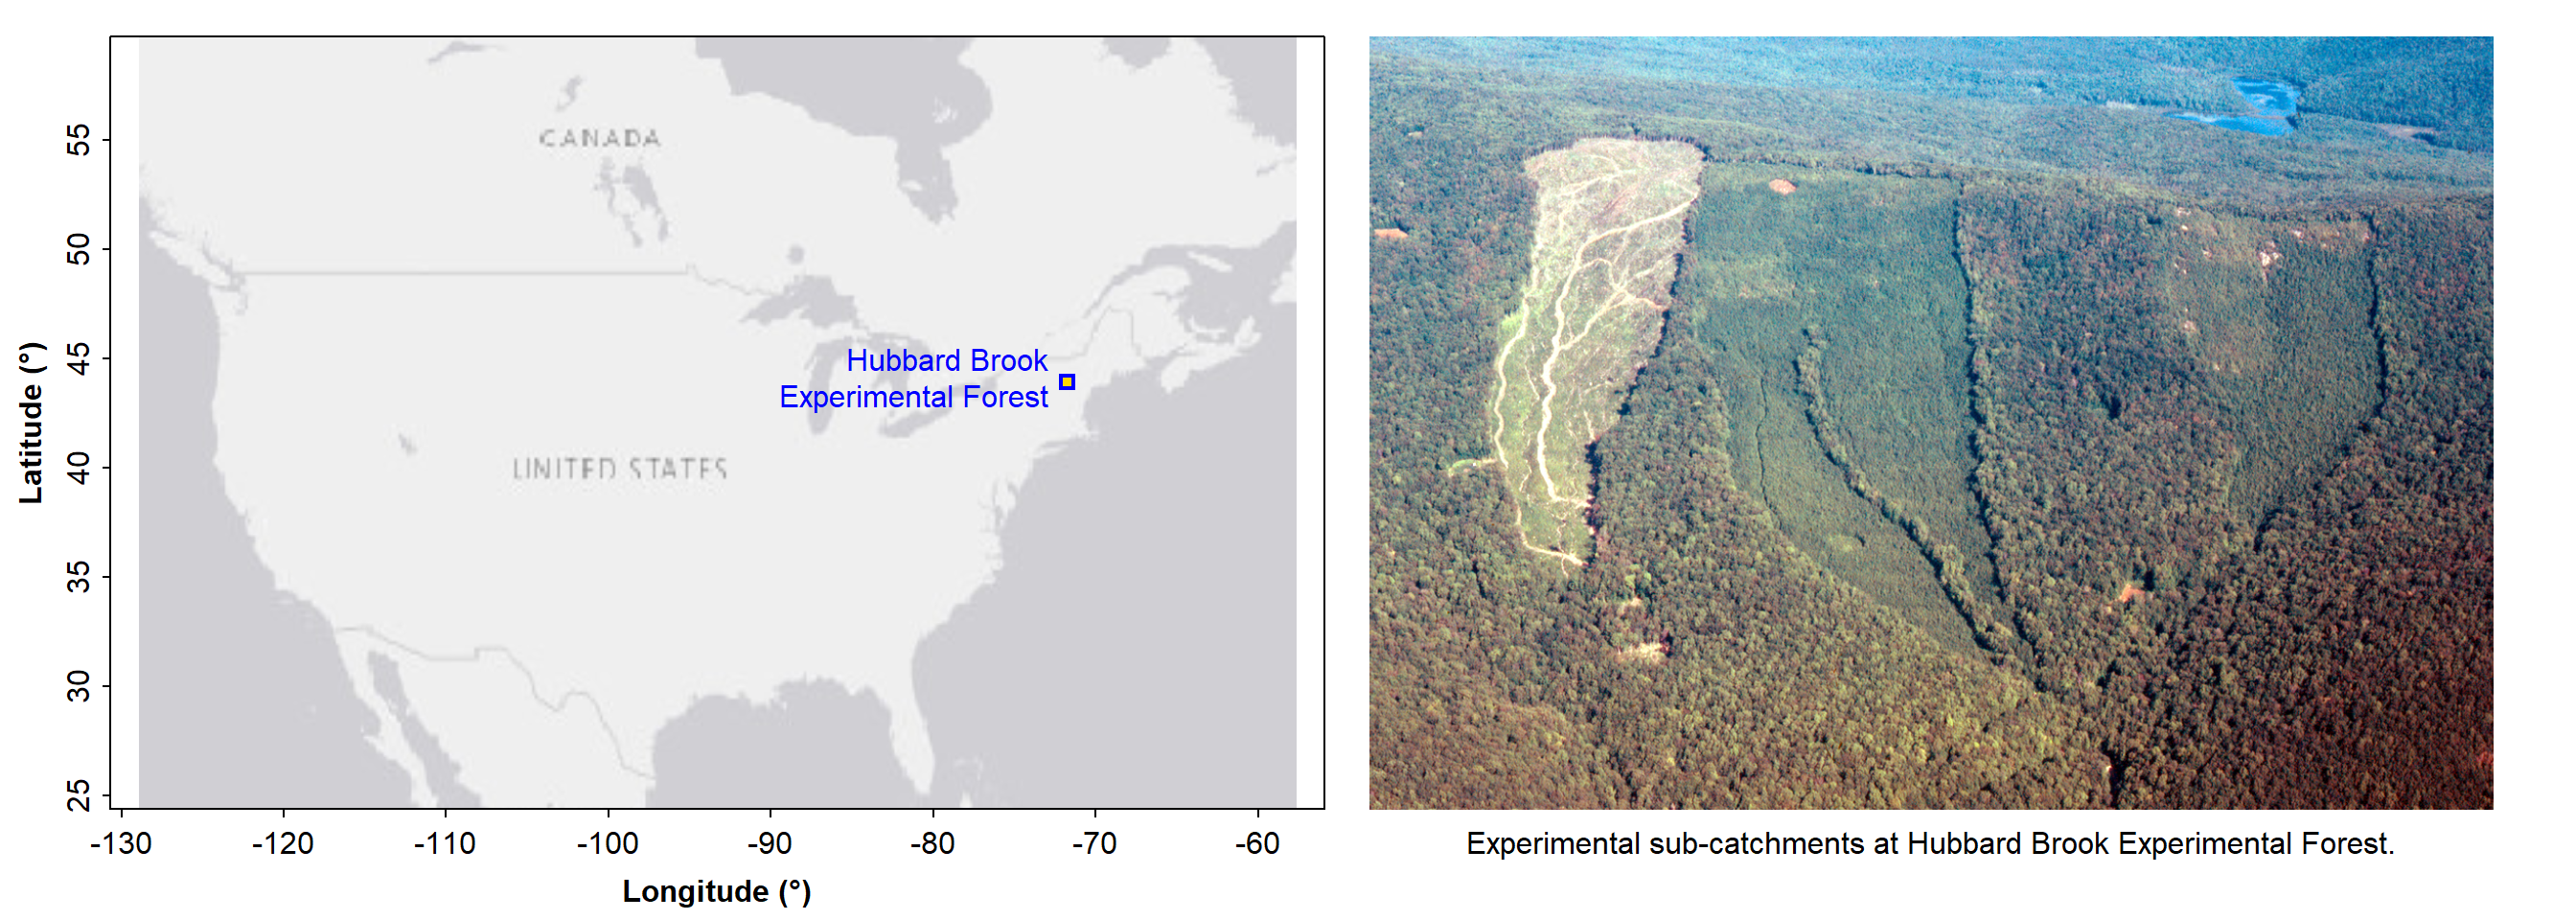 Latitude (°)
55
50
45
40
35
30
25
CANADA
UNITED STATES
Hubbard Brook
Experimental Forest
-130 -120 -110 -100 -90 -80 -70 -60
Longitude (°)
Experimental sub-catchments at Hubbard Brook Experimental Forest.